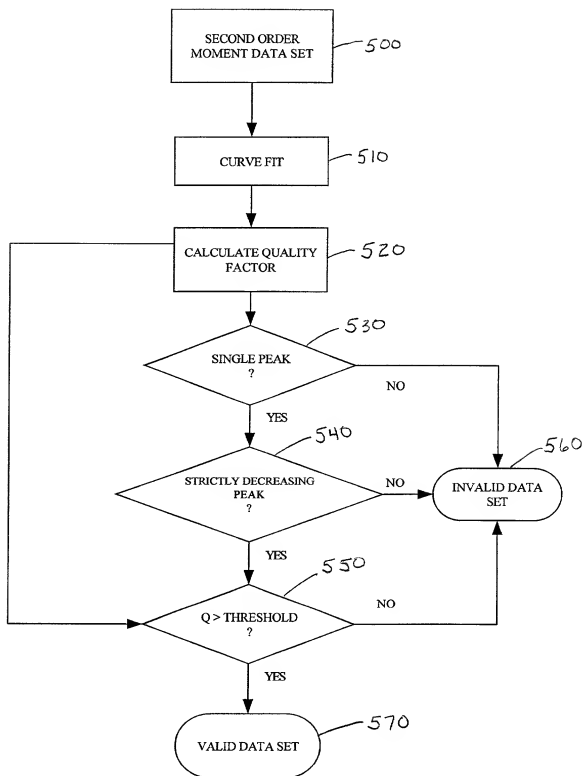 SECOND ORDER
MOMENT DATA SET
500
CURVE FIT
510
CALCULATE QUALITY
FACTOR
520
530
SINGLE PEAK
?
NO
YES
540
STRICTLY DECREASING
PEAK
?
NO
560
INVALID DATA
SET
YES
550
Q > THRESHOLD
?
NO
YES
570
VALID DATA SET